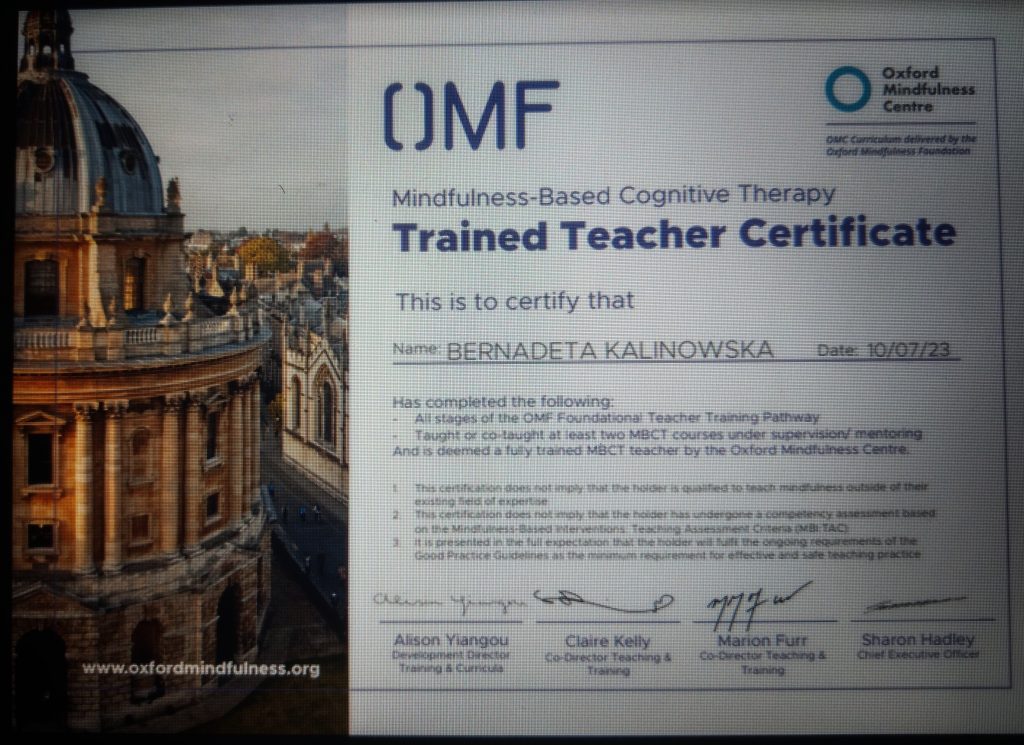 OMF
Oxford
Mindfulness
Centre
OMC Curriculum delivered by the
Oxford Mindfulness Foundation
Mindfulness-Based Cognitive Therapy
Trained Teacher Certificate
This is to certify that
Name: BERNADETA KALINOWSKA Date: 10/07/23
Has completed the following:
- All stages of the OMF Foundational Teacher Training Pathway
- Taught or co-taught at least two MBCT courses under supervision/ mentoring
And is deemed a fully trained MBCT teacher by the Oxford Mindfulness Centre.
1. This certification does not imply that the holder is qualified to teach mindfulness outside of their
existing field of expertise
2. This certification does not imply that the holder has undergone a competency assessment based
on the Mindfulness-Based Interventions: Teaching Assessment Criteria (MBI:TAC)
3. It is presented in the full expectation that the holder will fulfil the ongoing requirements of the
Good Practice Guidelines as the minimum requirement for effective and safe teaching practice
Alison Yiangou
Development Director
Training & Curricula
Claire Kelly
Co-Director Teaching &
Training
Marion Furr
Co-Director Teaching &
Training
Sharon Hadley
Chief Executive Officer
www.oxfordmindfulness.org